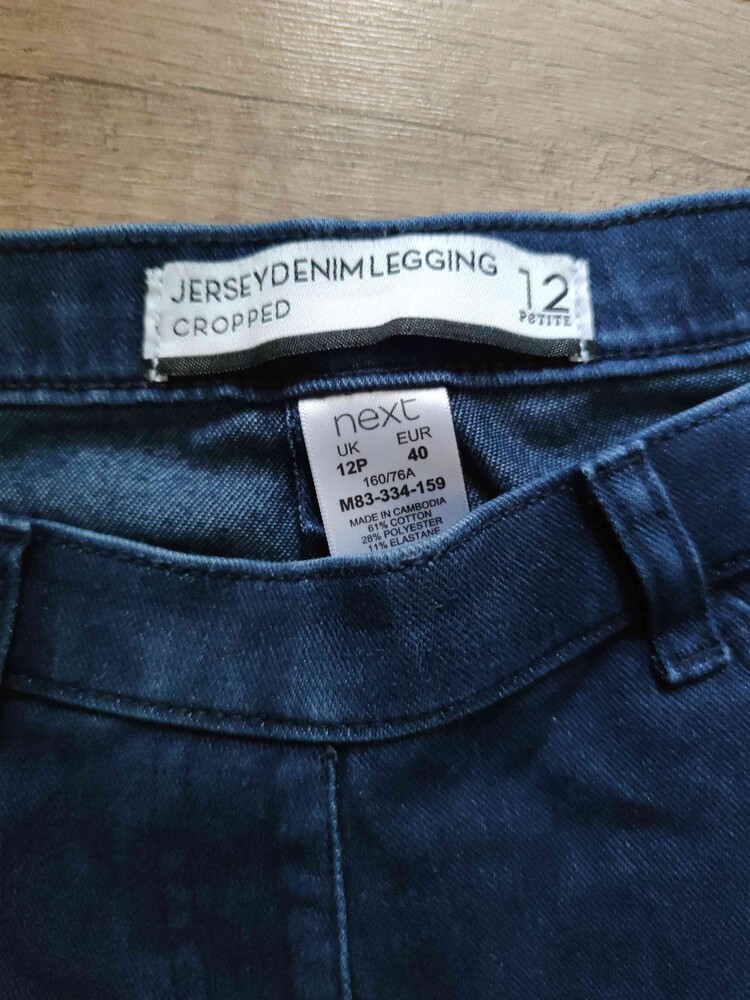 JERSEYDENIMLEGGING
CROPPED
12
PETITE
next
UK EUR
12P 40
160/76A
M83-334-159
MADE IN CAMBODIA
61% COTTON
28% POLYESTER
11% ELASTANE